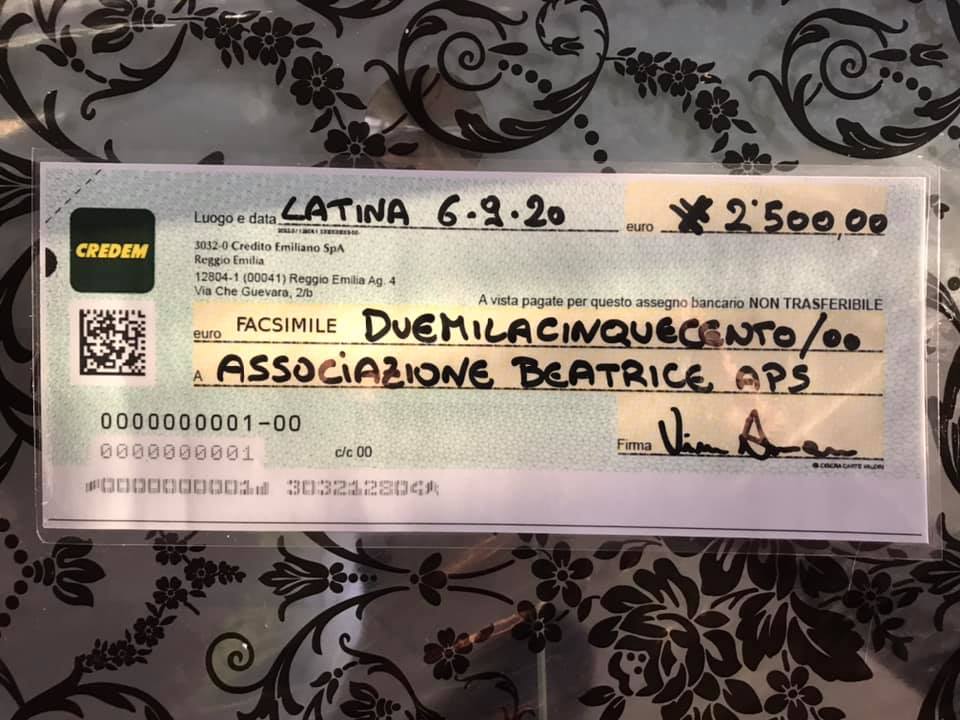 Luogo e data LATINA 6.9.20
euro 2'500,00
CREDEM
3032-0 Credito Emiliano SpA
Reggio Emilia
12804-1 (00041) Reggio Emilia Ag. 4
Via Che Guevara, 2/b
A vista pagate per questo assegno bancario NON TRASFERIBILE
euro FACSIMILE DUEMILACINQUECENTO/00
A ASSOCIAZIONE BEATRICE APS
0000000001-00
0000000001 c/c 00
Firma
0000000001 303212804